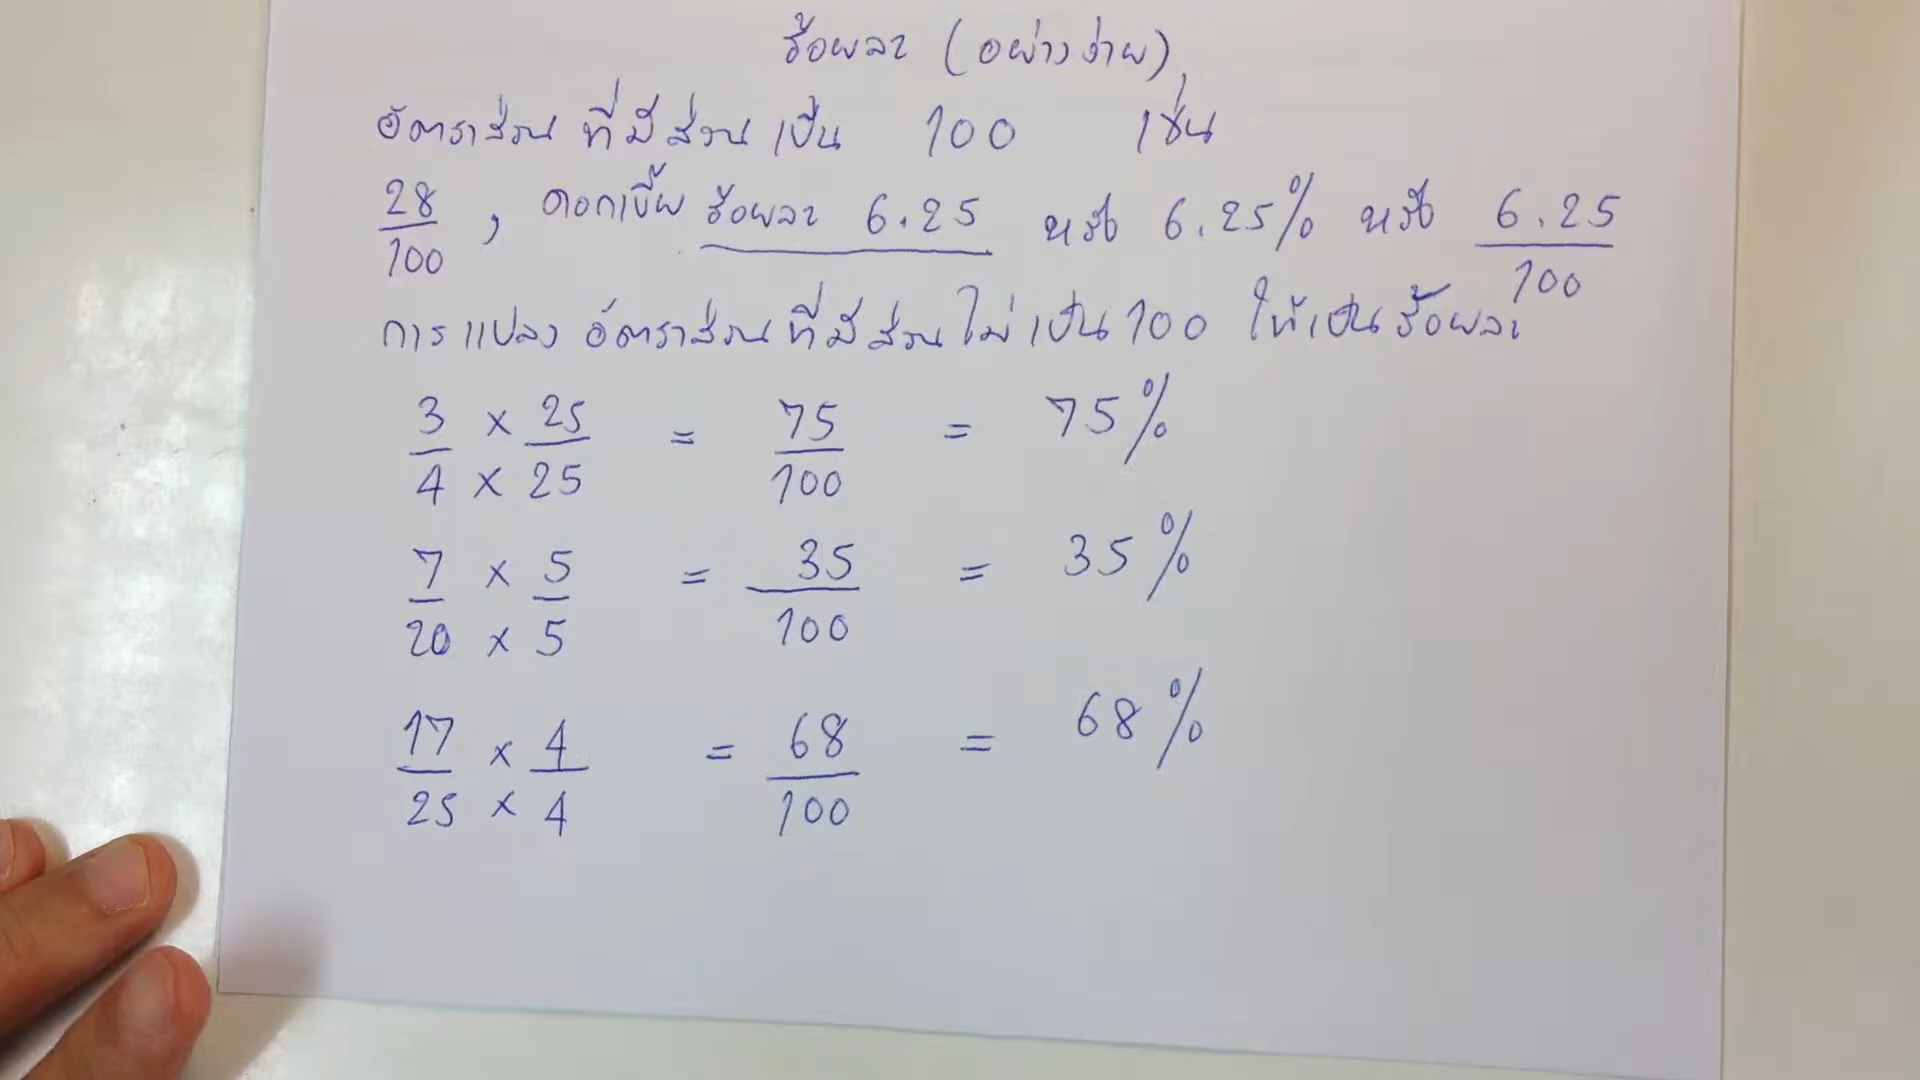 ร้อยละ (อย่างง่าย)
อัตราส่วน ที่มีส่วน เป็น 100 เช่น
28/100 , ดอกเบี้ย ร้อยละ 6.25 หรือ 6.25% หรือ 6.25/100
การแปลง อัตราส่วนที่มีส่วนไม่เป็น 100 ให้เป็นร้อยละ
3/4 × 25/× 25 = 75/100 = 75%
7/20 × 5/× 5 = 35/100 = 35%
17/25 × 4/× 4 = 68/100 = 68%